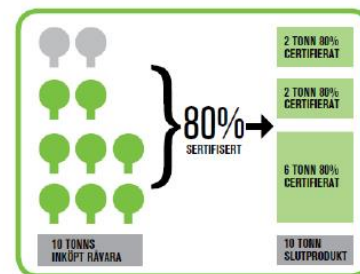 80%
SERTIFISERT
10 TONNS
INKÖPT RÅVARA
2 TONN 80%
CERTIFIERAT
2 TONN 80%
CERTIFIERAT
6 TONN 80%
CERTIFIERAT
10 TONN
SLUTPRODUKT